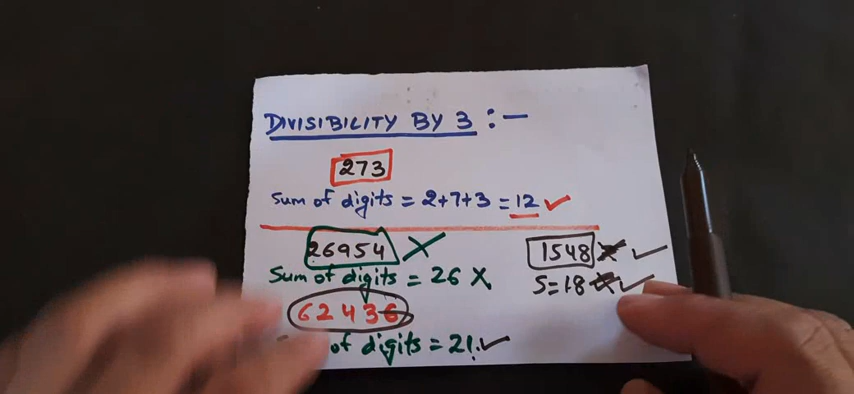 DIVISIBILITY BY 3 : -
273
Sum of digits = 2+7+3 = 12 ✓
26954 X
Sum of digits = 26 X
62436
of digits = 21 ✓
1548 ✓
S=18 ✓